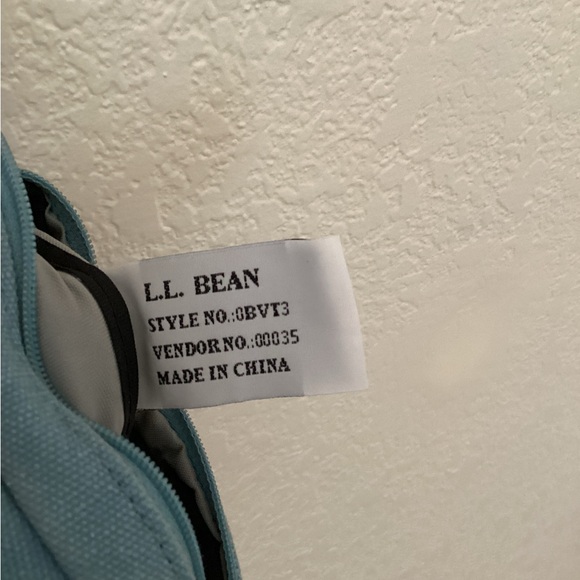 L.L. BEAN
STYLE NO.:0BVT3
VENDOR NO.:00035
MADE IN CHINA